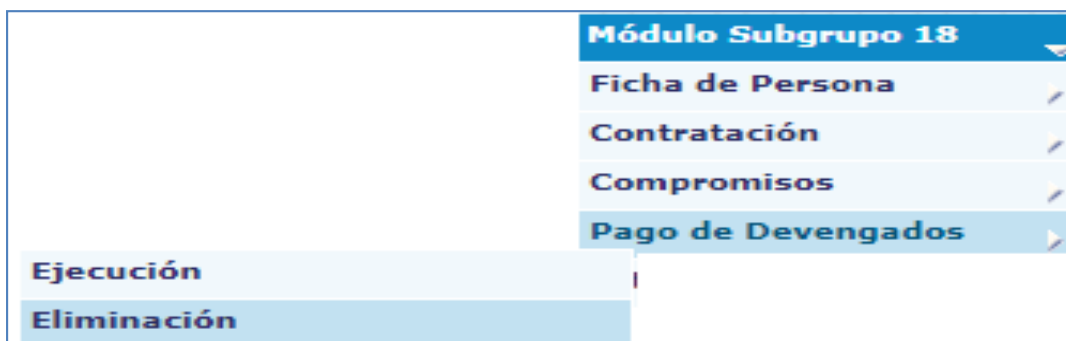 Módulo Subgrupo 18
Ficha de Persona
Contratación
Compromisos
Pago de Devengados
Ejecución
Eliminación